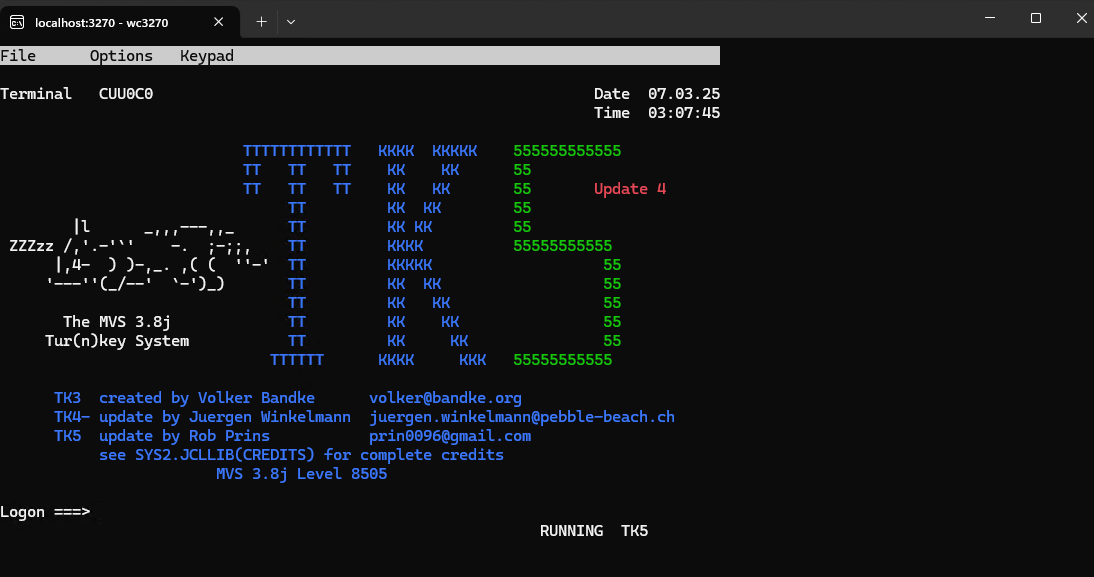 localhost:3270 - wc3270
File      Options   Keypad
Terminal   CUU0C0                                                 Date  07.03.25
                                                                  Time  03:07:45
                           TTTTTTTTTTTT   KKKK  KKKKK    555555555555
                           TT   TT   TT    KK    KK      55
                           TT   TT   TT    KK   KK       55       Update 4
                                TT         KK  KK        55
        |l      _,,,---,,_      TT         KK KK         55
 ZZZzz /,'.-'`'    -.  ;-;;,    TT         KKKK          55555555555
      |,4-  ) )-,_. ,( (  ''-'  TT         KKKKK                   55
     '---''(_/--'  `-')_)       TT         KK  KK                  55
                                TT         KK   KK                 55
       The MVS 3.8j             TT         KK    KK                55
     Tur(n)key System           TT         KK     KK               55
                              TTTTTT      KKKK     KKK   55555555555
      TK3  created by Volker Bandke      volker@bandke.org
      TK4- update by Juergen Winkelmann  juergen.winkelmann@pebble-beach.ch
      TK5  update by Rob Prins           prin0096@gmail.com
           see SYS2.JCLLIB(CREDITS) for complete credits
                        MVS 3.8j Level 8505
Logon ===>
                                                            RUNNING  TK5